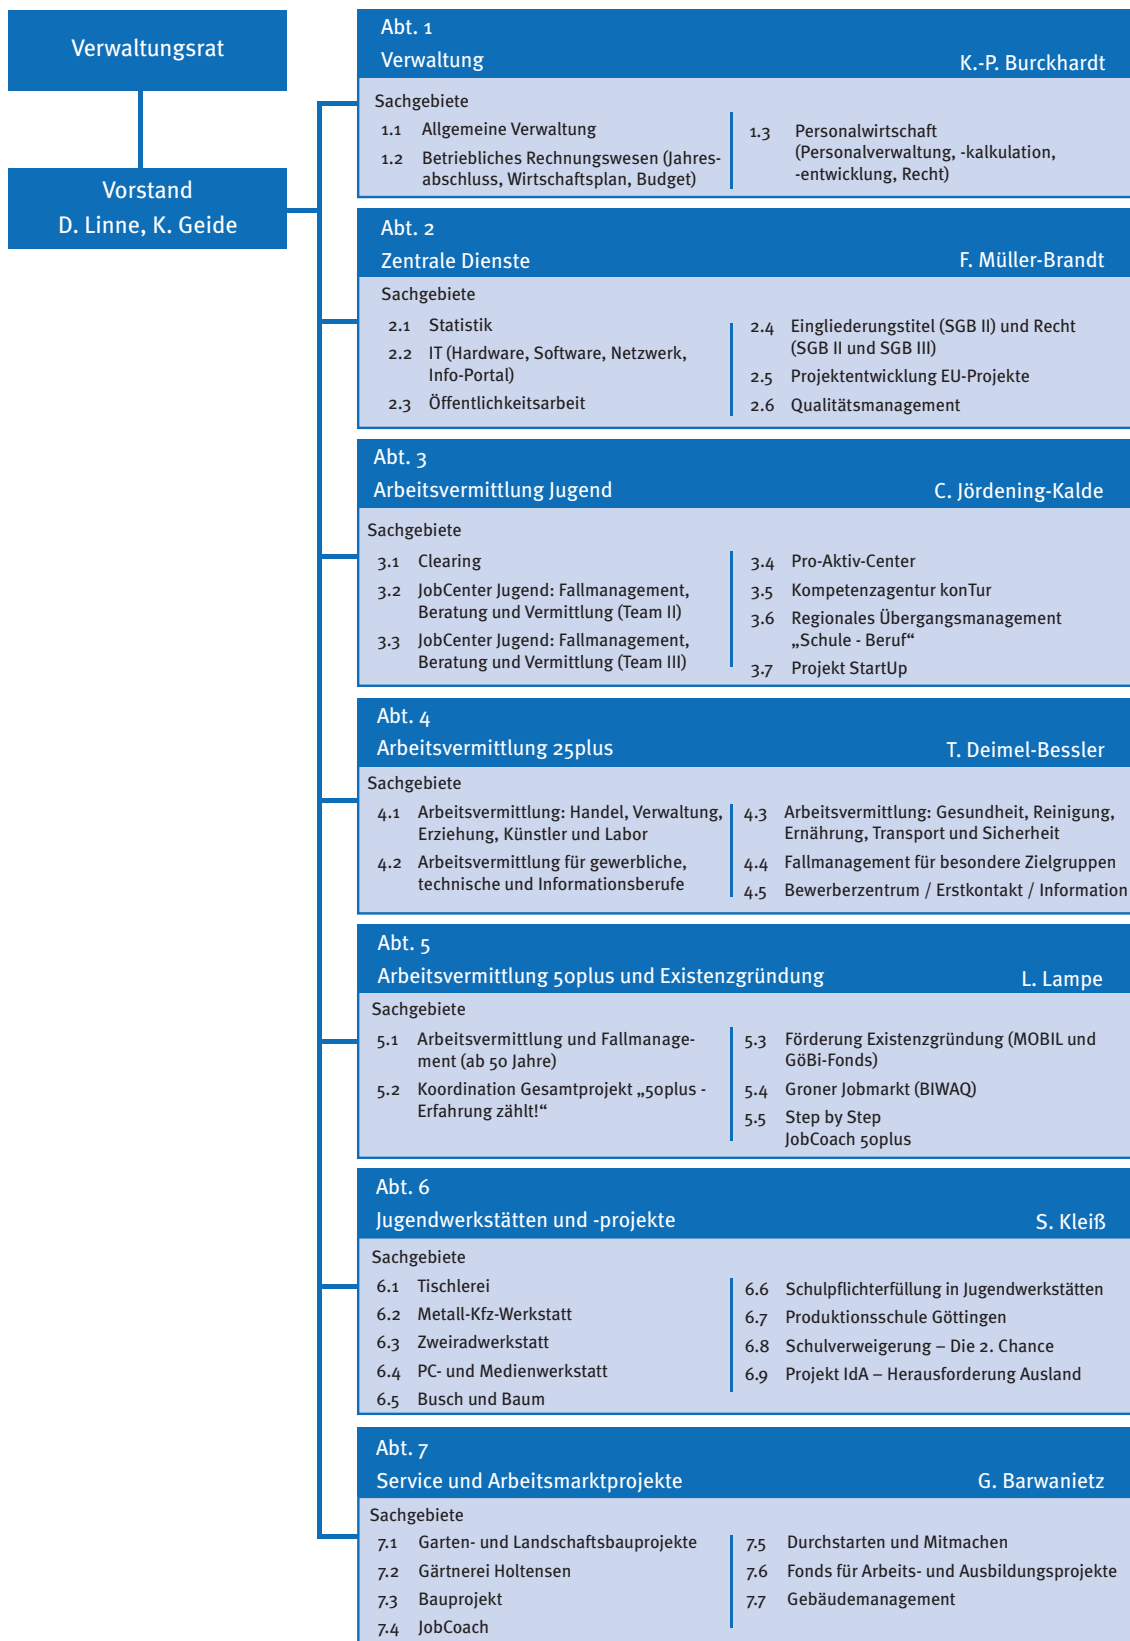 Verwaltungsrat
Vorstand
D. Linne, K. Geide
Abt. 1
Verwaltung K.-P. Burckhardt
Sachgebiete
1.1 Allgemeine Verwaltung
1.2 Betriebliches Rechnungswesen (Jahres-
abschluss, Wirtschaftsplan, Budget)
1.3 Personalwirtschaft
(Personalverwaltung, -kalkulation,
-entwicklung, Recht)
Abt. 2
Zentrale Dienste F. Müller-Brandt
Sachgebiete
2.1 Statistik
2.2 IT (Hardware, Software, Netzwerk,
Info-Portal)
2.3 Öffentlichkeitsarbeit
2.4 Eingliederungstitel (SGB II) und Recht
(SGB II und SGB III)
2.5 Projektentwicklung EU-Projekte
2.6 Qualitätsmanagement
Abt. 3
Arbeitsvermittlung Jugend C. Jördening-Kalde
Sachgebiete
3.1 Clearing
3.2 JobCenter Jugend: Fallmanagement,
Beratung und Vermittlung (Team II)
3.3 JobCenter Jugend: Fallmanagement,
Beratung und Vermittlung (Team III)
3.4 Pro-Aktiv-Center
3.5 Kompetenzagentur konTur
3.6 Regionales Übergangsmanagement
„Schule - Beruf“
3.7 Projekt StartUp
Abt. 4
Arbeitsvermittlung 25plus T. Deimel-Bessler
Sachgebiete
4.1 Arbeitsvermittlung: Handel, Verwaltung,
Erziehung, Künstler und Labor
4.2 Arbeitsvermittlung für gewerbliche,
technische und Informationsberufe
4.3 Arbeitsvermittlung: Gesundheit, Reinigung,
Ernährung, Transport und Sicherheit
4.4 Fallmanagement für besondere Zielgruppen
4.5 Bewerberzentrum / Erstkontakt / Information
Abt. 5
Arbeitsvermittlung 50plus und Existenzgründung L. Lampe
Sachgebiete
5.1 Arbeitsvermittlung und Fallmanage-
ment (ab 50 Jahre)
5.2 Koordination Gesamtprojekt „50plus -
Erfahrung zählt!“
5.3 Förderung Existenzgründung (MOBIL und
GöBi-Fonds)
5.4 Groner Jobmarkt (BIWAQ)
5.5 Step by Step
JobCoach 50plus
Abt. 6
Jugendwerkstätten und -projekte S. Kleiß
Sachgebiete
6.1 Tischlerei
6.2 Metall-Kfz-Werkstatt
6.3 Zweiradwerkstatt
6.4 PC- und Medienwerkstatt
6.5 Busch und Baum
6.6 Schulpflichterfüllung in Jugendwerkstätten
6.7 Produktionsschule Göttingen
6.8 Schulverweigerung – Die 2. Chance
6.9 Projekt IdA – Herausforderung Ausland
Abt. 7
Service und Arbeitsmarktprojekte G. Barwanietz
Sachgebiete
7.1 Garten- und Landschaftsbauprojekte
7.2 Gärtnerei Holtensen
7.3 Bauprojekt
7.4 JobCoach
7.5 Durchstarten und Mitmachen
7.6 Fonds für Arbeits- und Ausbildungsprojekte
7.7 Gebäudemanagement